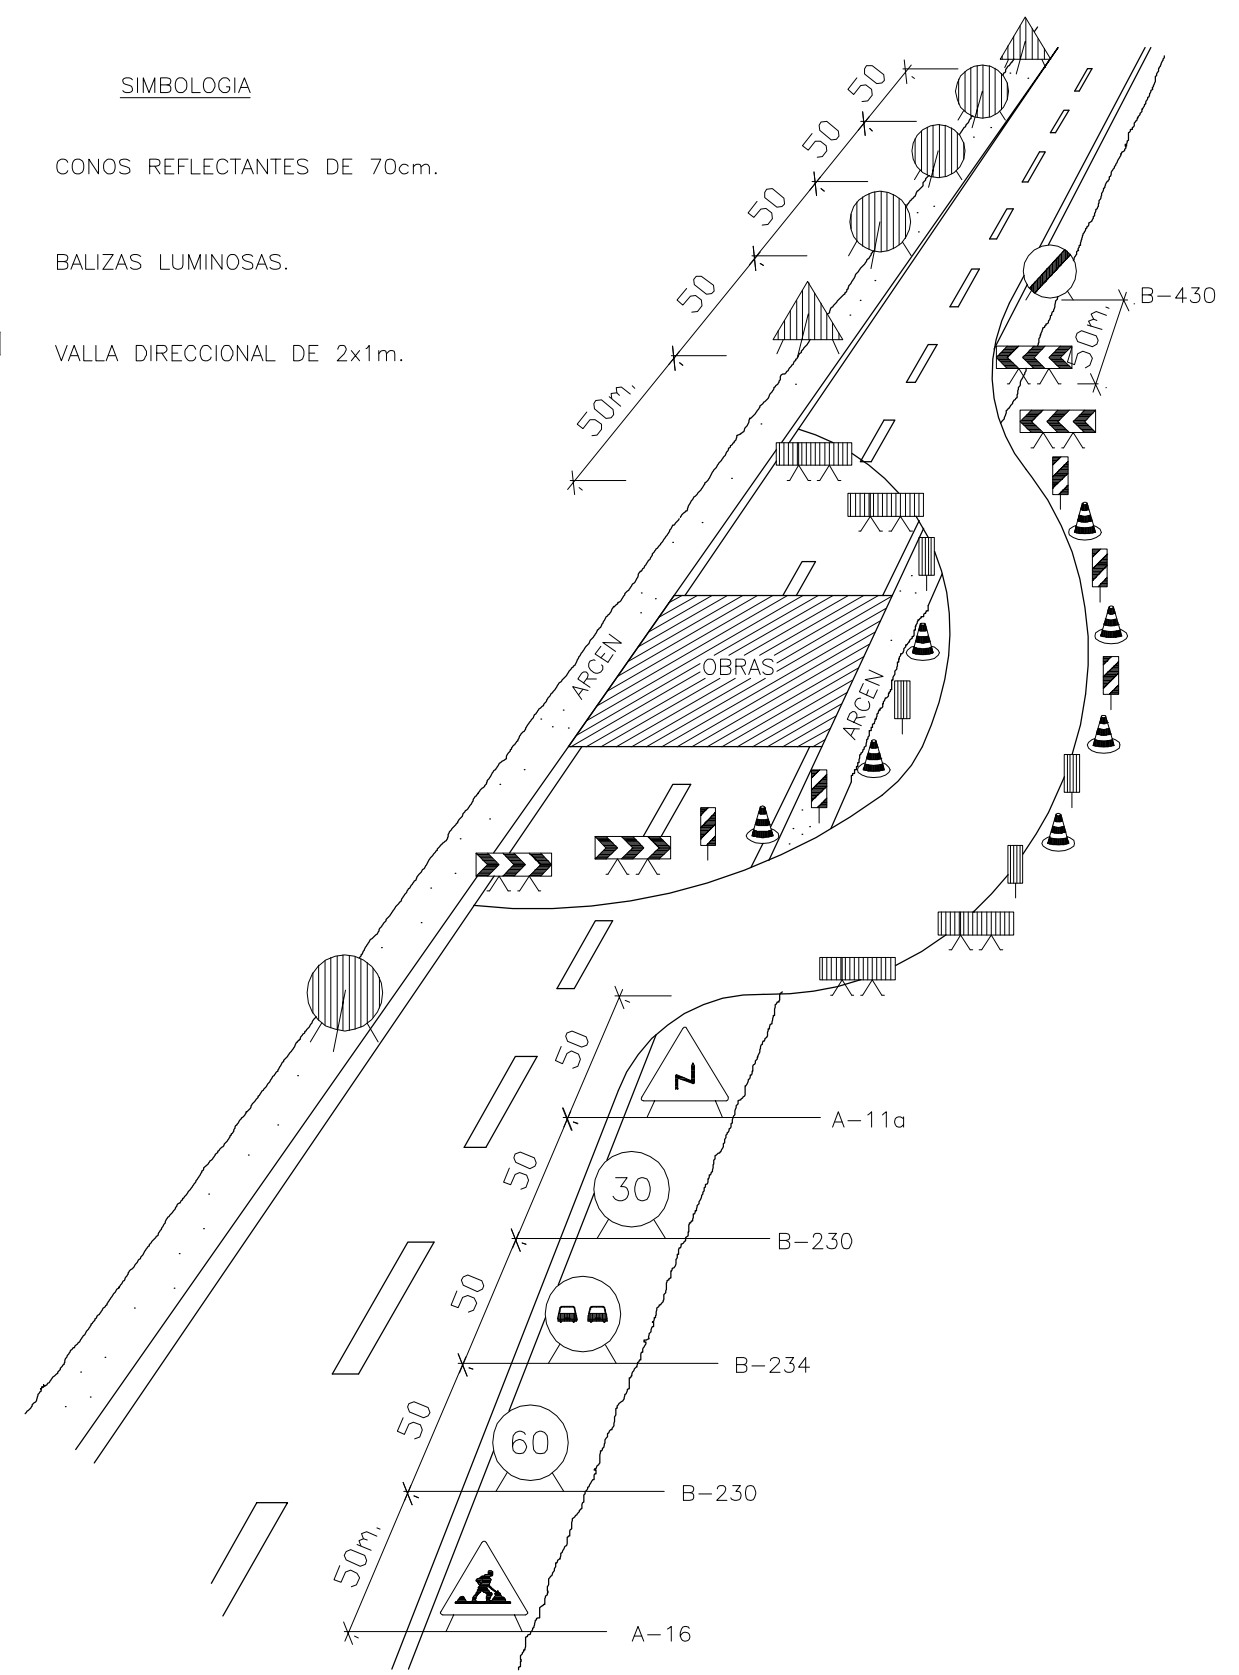 SIMBOLOGIA
CONOS REFLECTANTES DE 70cm.
BALIZAS LUMINOSAS.
VALLA DIRECCIONAL DE 2x1m.
50
50
50
50
50m.
B-430
50m.
ARCEN
OBRAS
ARCEN
50
A-11a
50
30
B-230
50
B-234
50
60
B-230
50m.
A-16